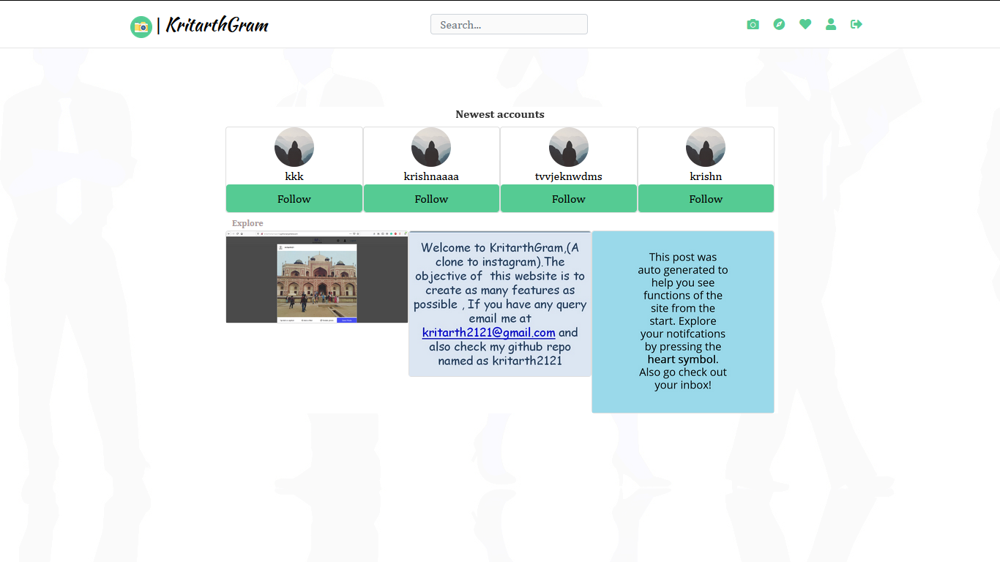 | KritarthGram
Search...
Newest accounts
kkk
krishnaaaa
tvvjeknwdms
krishn
Follow
Follow
Follow
Follow
Explore
Welcome to KritarthGram,(A
clone to instagram).The
objective of this website is to
create as many features as
possible , If you have any query
email me at
kritarth2121@gmail.com and
also check my github repo
named as kritarth2121
This post was
auto generated to
help you see
functions of the
site from the
start. Explore
your notifcations
by pressing the
heart symbol.
Also go check out
your inbox!